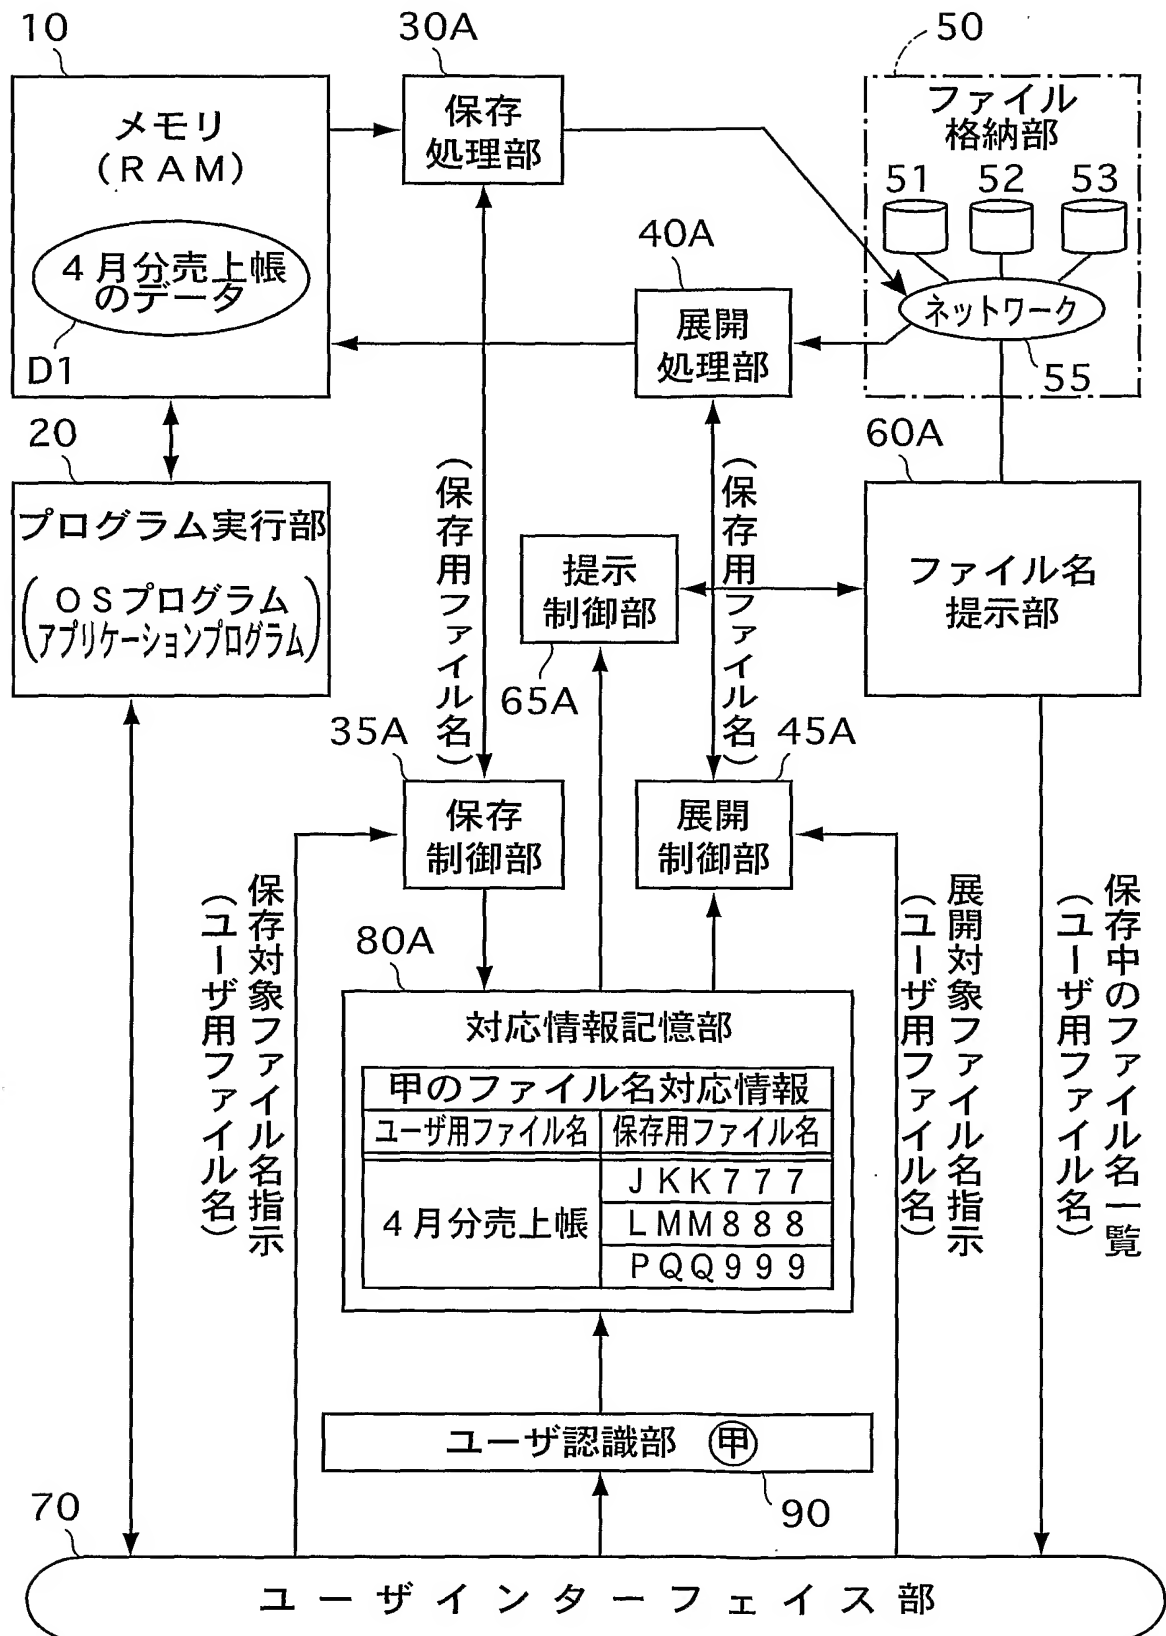 10
30A
50
メモリ
(RAM)
保存
処理部
ファイル
格納部
51
52
53
40A
4月分売上帳
のデータ
D1
展開
処理部
ネットワーク
55
20
60A
プログラム実行部
(OSプログラム
アプリケーションプログラム)
(保存用ファイル名)
(保存用ファイル名)
提示
制御部
65A
ファイル名
提示部
35A
45A
保存
制御部
展開
制御部
保存対象ファイル名指示
(ユーザ用ファイル名)
展開対象ファイル名指示
(ユーザ用ファイル名)
保存中のファイル名一覧
(ユーザ用ファイル名)
80A
対応情報記憶部
甲のファイル名対応情報
ユーザ用ファイル名 保存用ファイル名
4月分売上帳
JKK777
LMM888
PQQ999
ユーザ認識部 甲
90
70
ユーザインターフェイス部